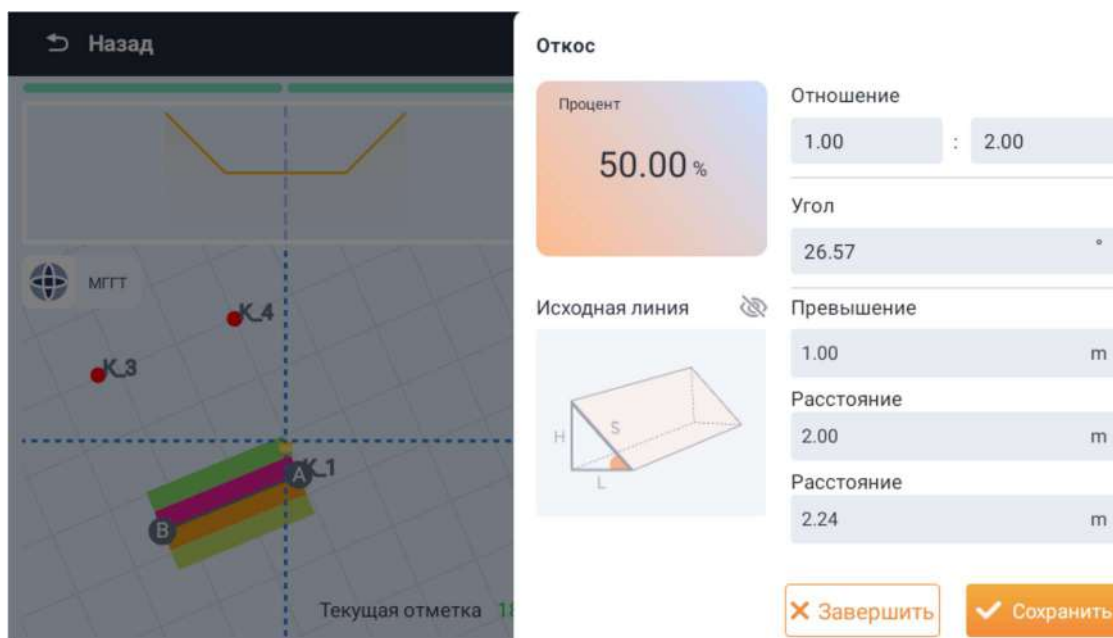 Назад
МГГТ
K_4
K_3
K_1
A
B
Текущая отметка
Откос
Процент
50.00 %
Отношение
1.00 : 2.00
Угол
26.57 °
Исходная линия
H
S
L
Превышение
1.00 m
Расстояние
2.00 m
Расстояние
2.24 m
Завершить
Сохранить